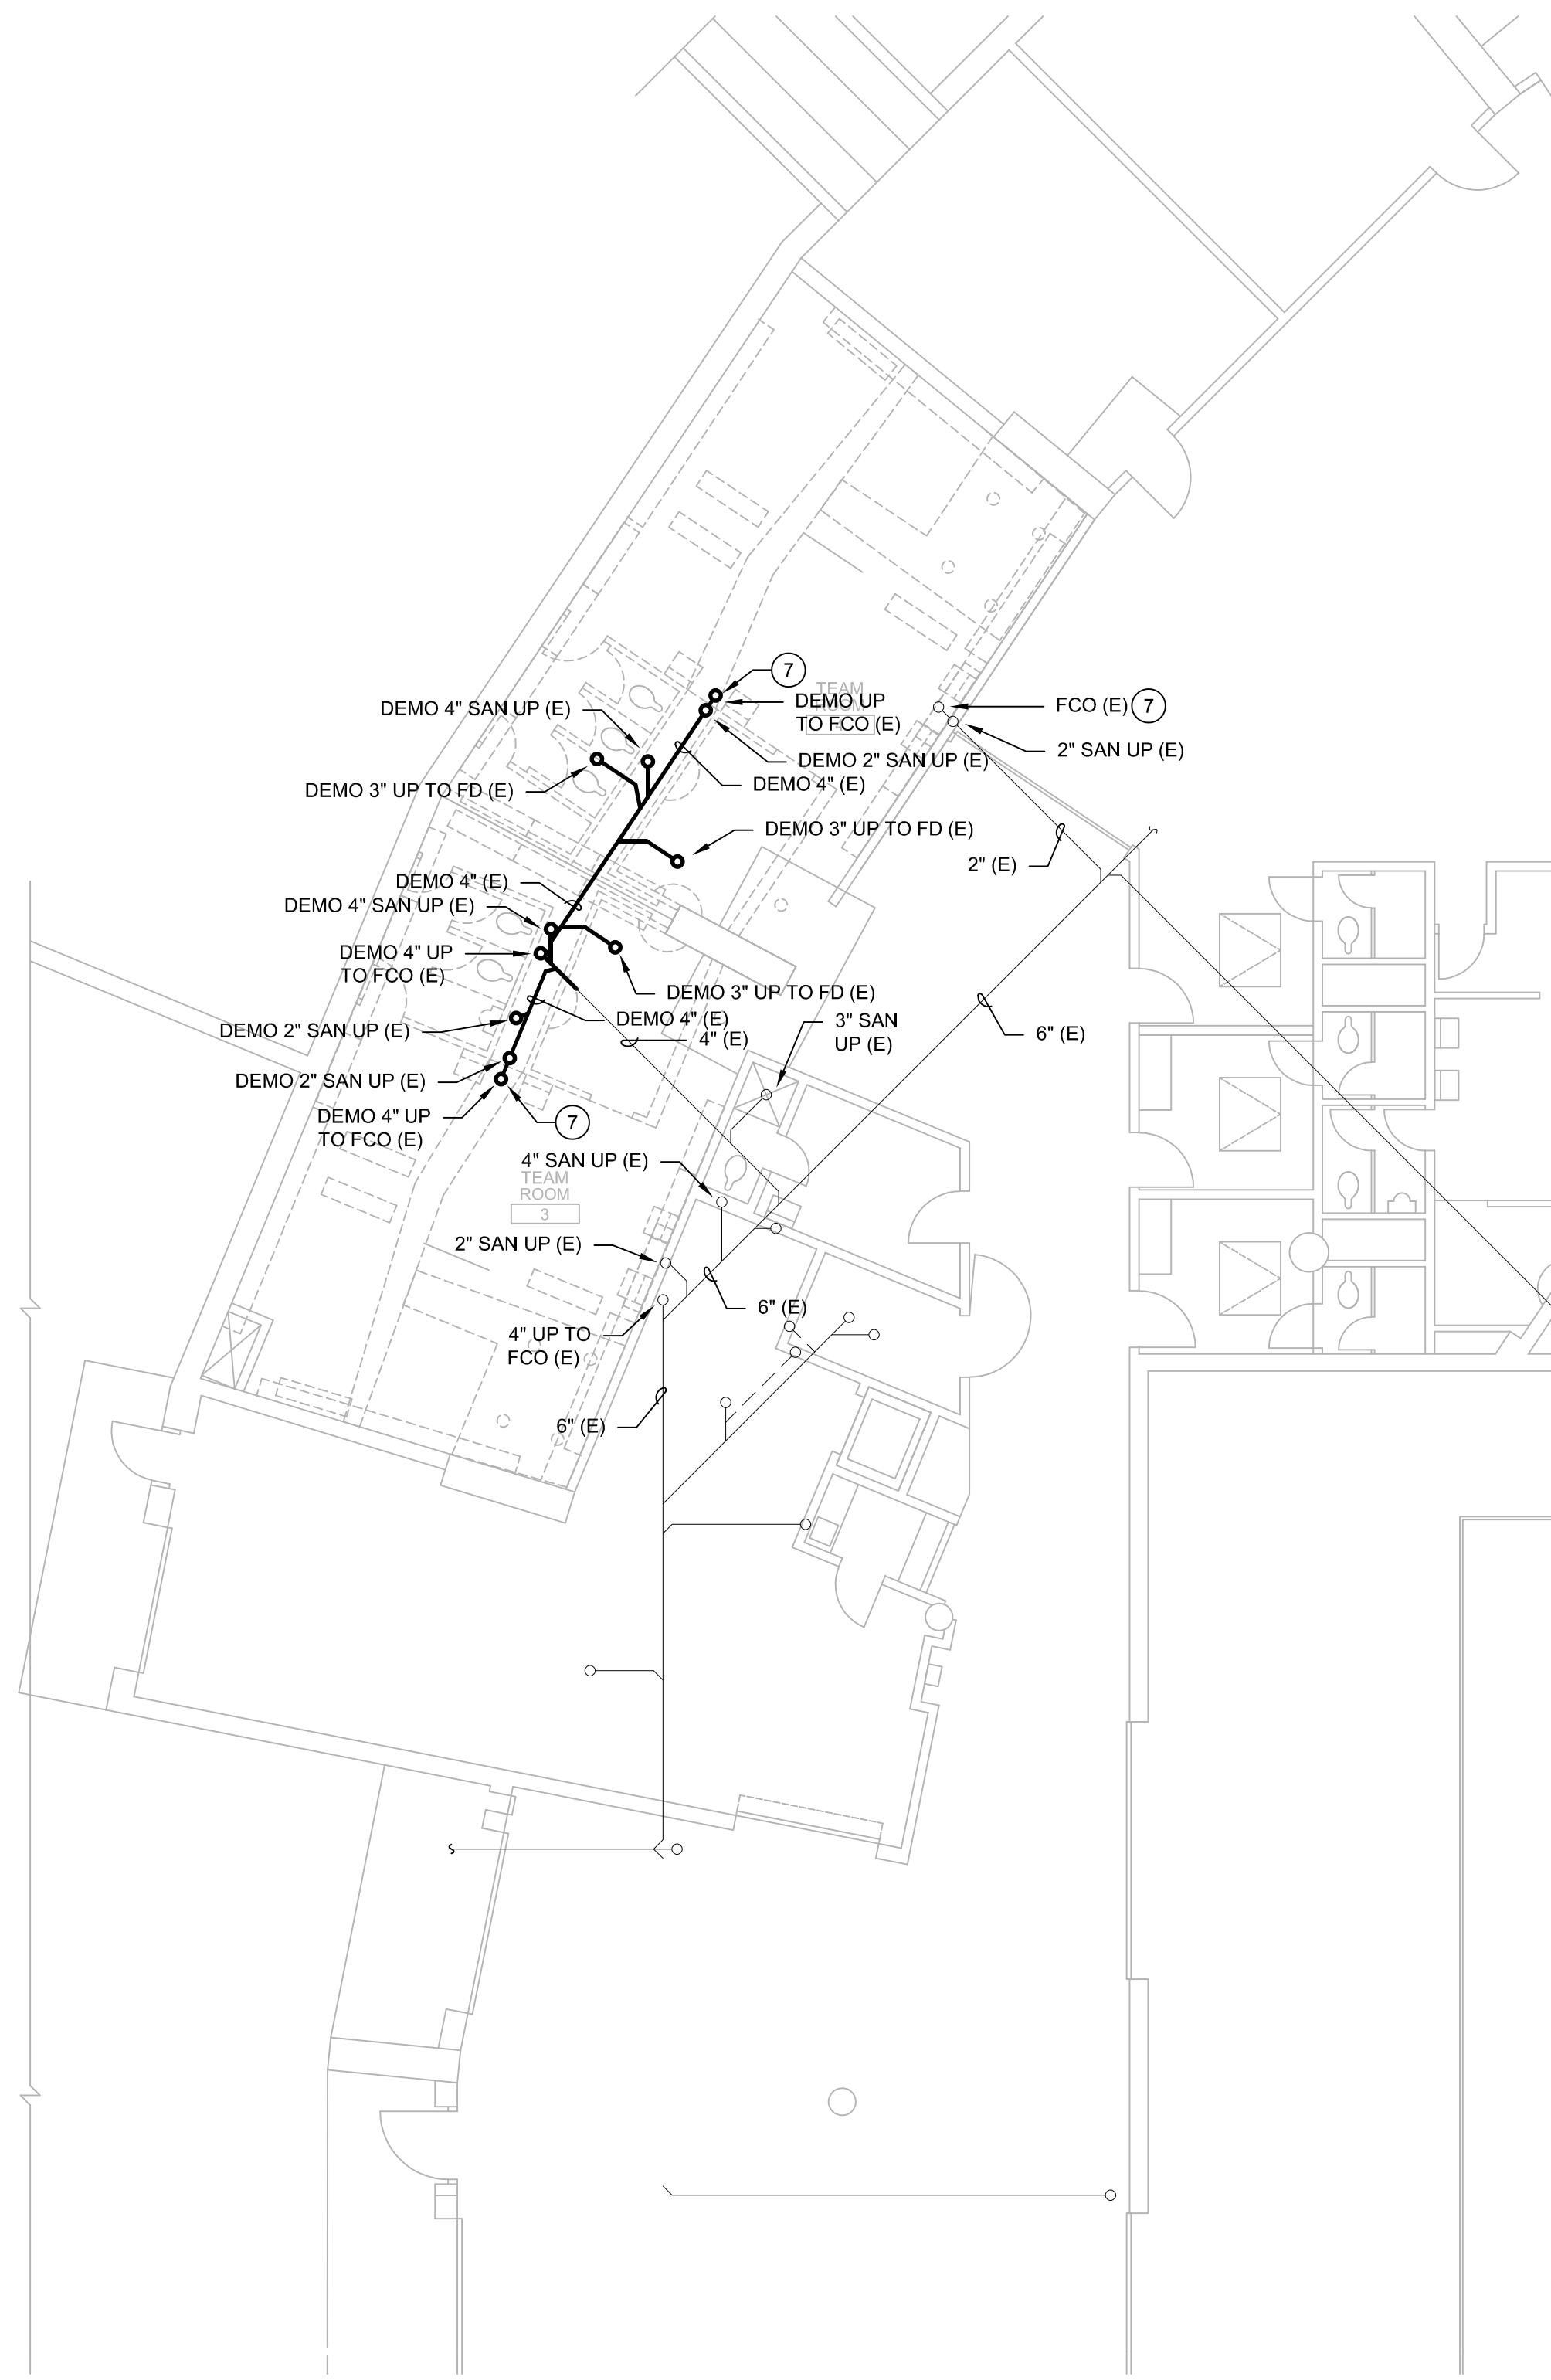 7
TEAM
ROOM
DEMO UP
TO FCO (E)
FCO (E)
7
DEMO 4" SAN UP (E)
2" SAN UP (E)
DEMO 2" SAN UP (E)
DEMO 4" (E)
DEMO 3" UP TO FD (E)
DEMO 3" UP TO FD (E)
2" (E)
DEMO 4" (E)
DEMO 4" SAN UP (E)
DEMO 4" UP
TO FCO (E)
DEMO 3" UP TO FD (E)
DEMO 4" (E)
3" SAN
UP (E)
DEMO 2" SAN UP (E)
4" (E)
6" (E)
DEMO 2" SAN UP (E)
DEMO 4" UP
TO FCO (E)
7
4" SAN UP (E)
TEAM
ROOM
3
2" SAN UP (E)
6" (E)
4" UP TO
FCO (E)
6" (E)